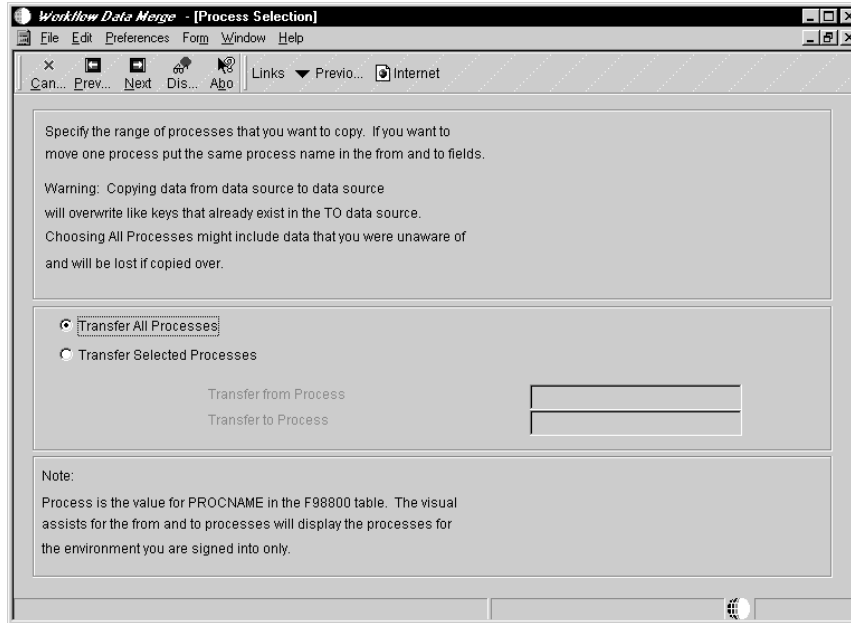 Workflow Data Merge - [Process Selection]
File Edit Preferences Form Window Help
Can... Prev... Next Dis... Abo Links Previo... Internet
Specify the range of processes that you want to copy. If you want to
move one process put the same process name in the from and to fields.
Warning: Copying data from data source to data source
will overwrite like keys that already exist in the TO data source.
Choosing All Processes might include data that you were unaware of
and will be lost if copied over.
Transfer All Processes
Transfer Selected Processes
Transfer from Process
Transfer to Process
Note:
Process is the value for PROCNAME in the F98800 table. The visual
assists for the from and to processes will display the processes for
the environment you are signed into only.